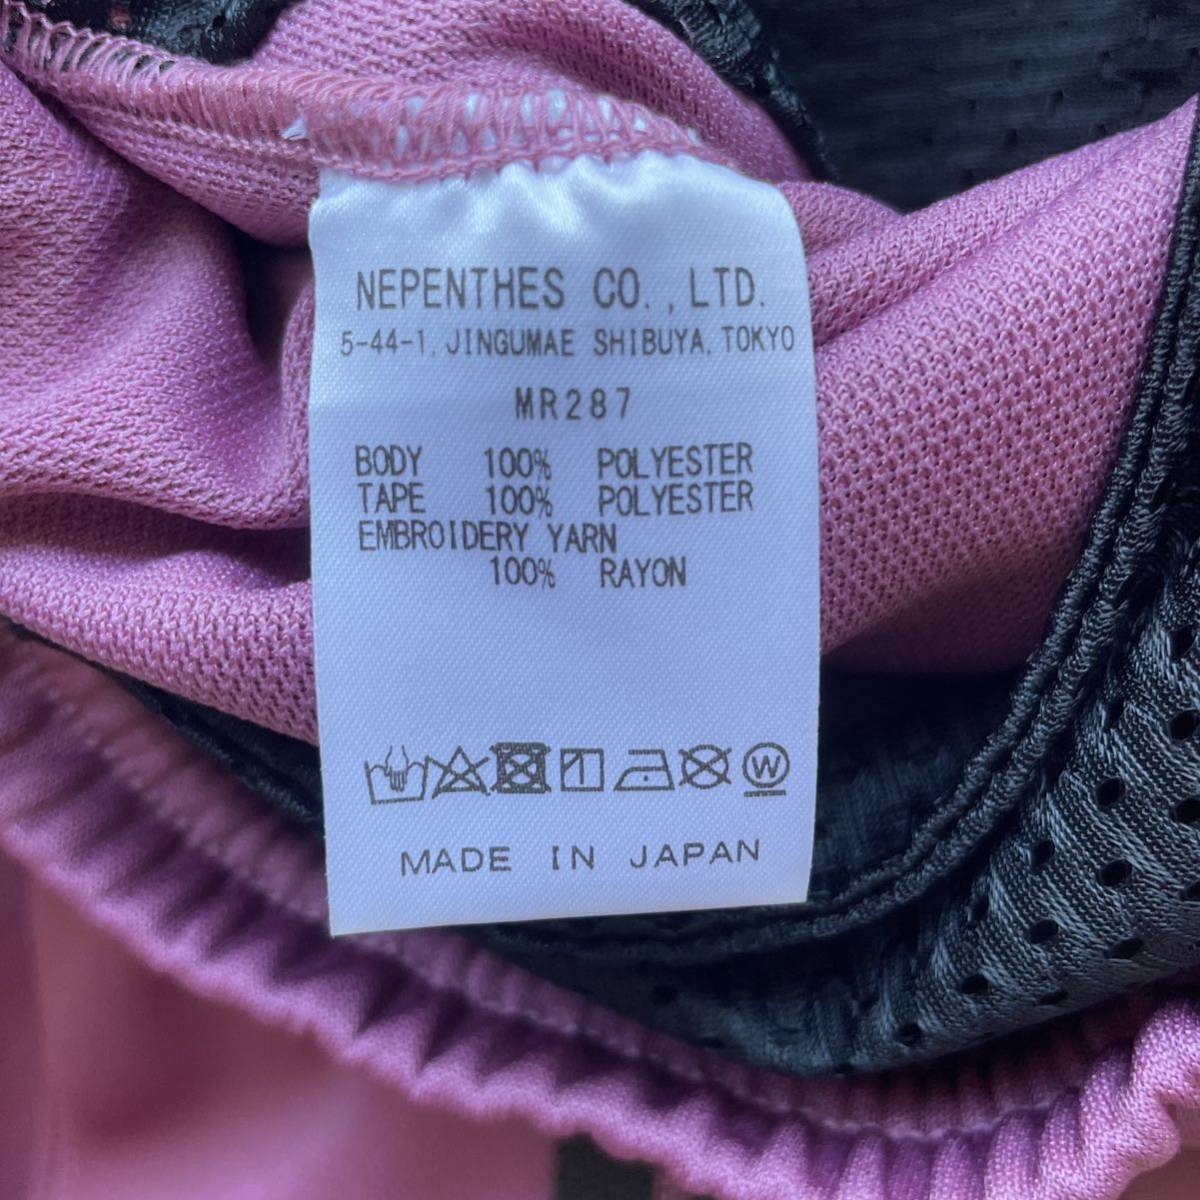 NEPENTHES CO.,LTD.
5-44-1, JINGUMAE SHIBUYA, TOKYO
MR287
BODY 100% POLYESTER
TAPE 100% POLYESTER
EMBROIDERY YARN
100% RAYON
W
MADE IN JAPAN